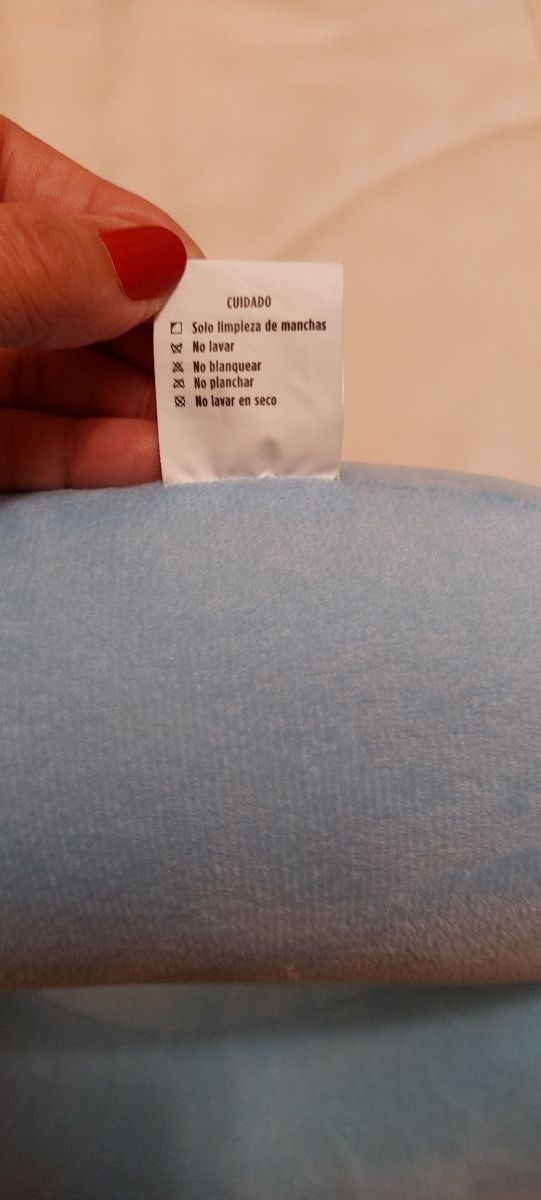 CUIDADO
Solo limpieza de manchas
No lavar
No blanquear
No planchar
No lavar en seco